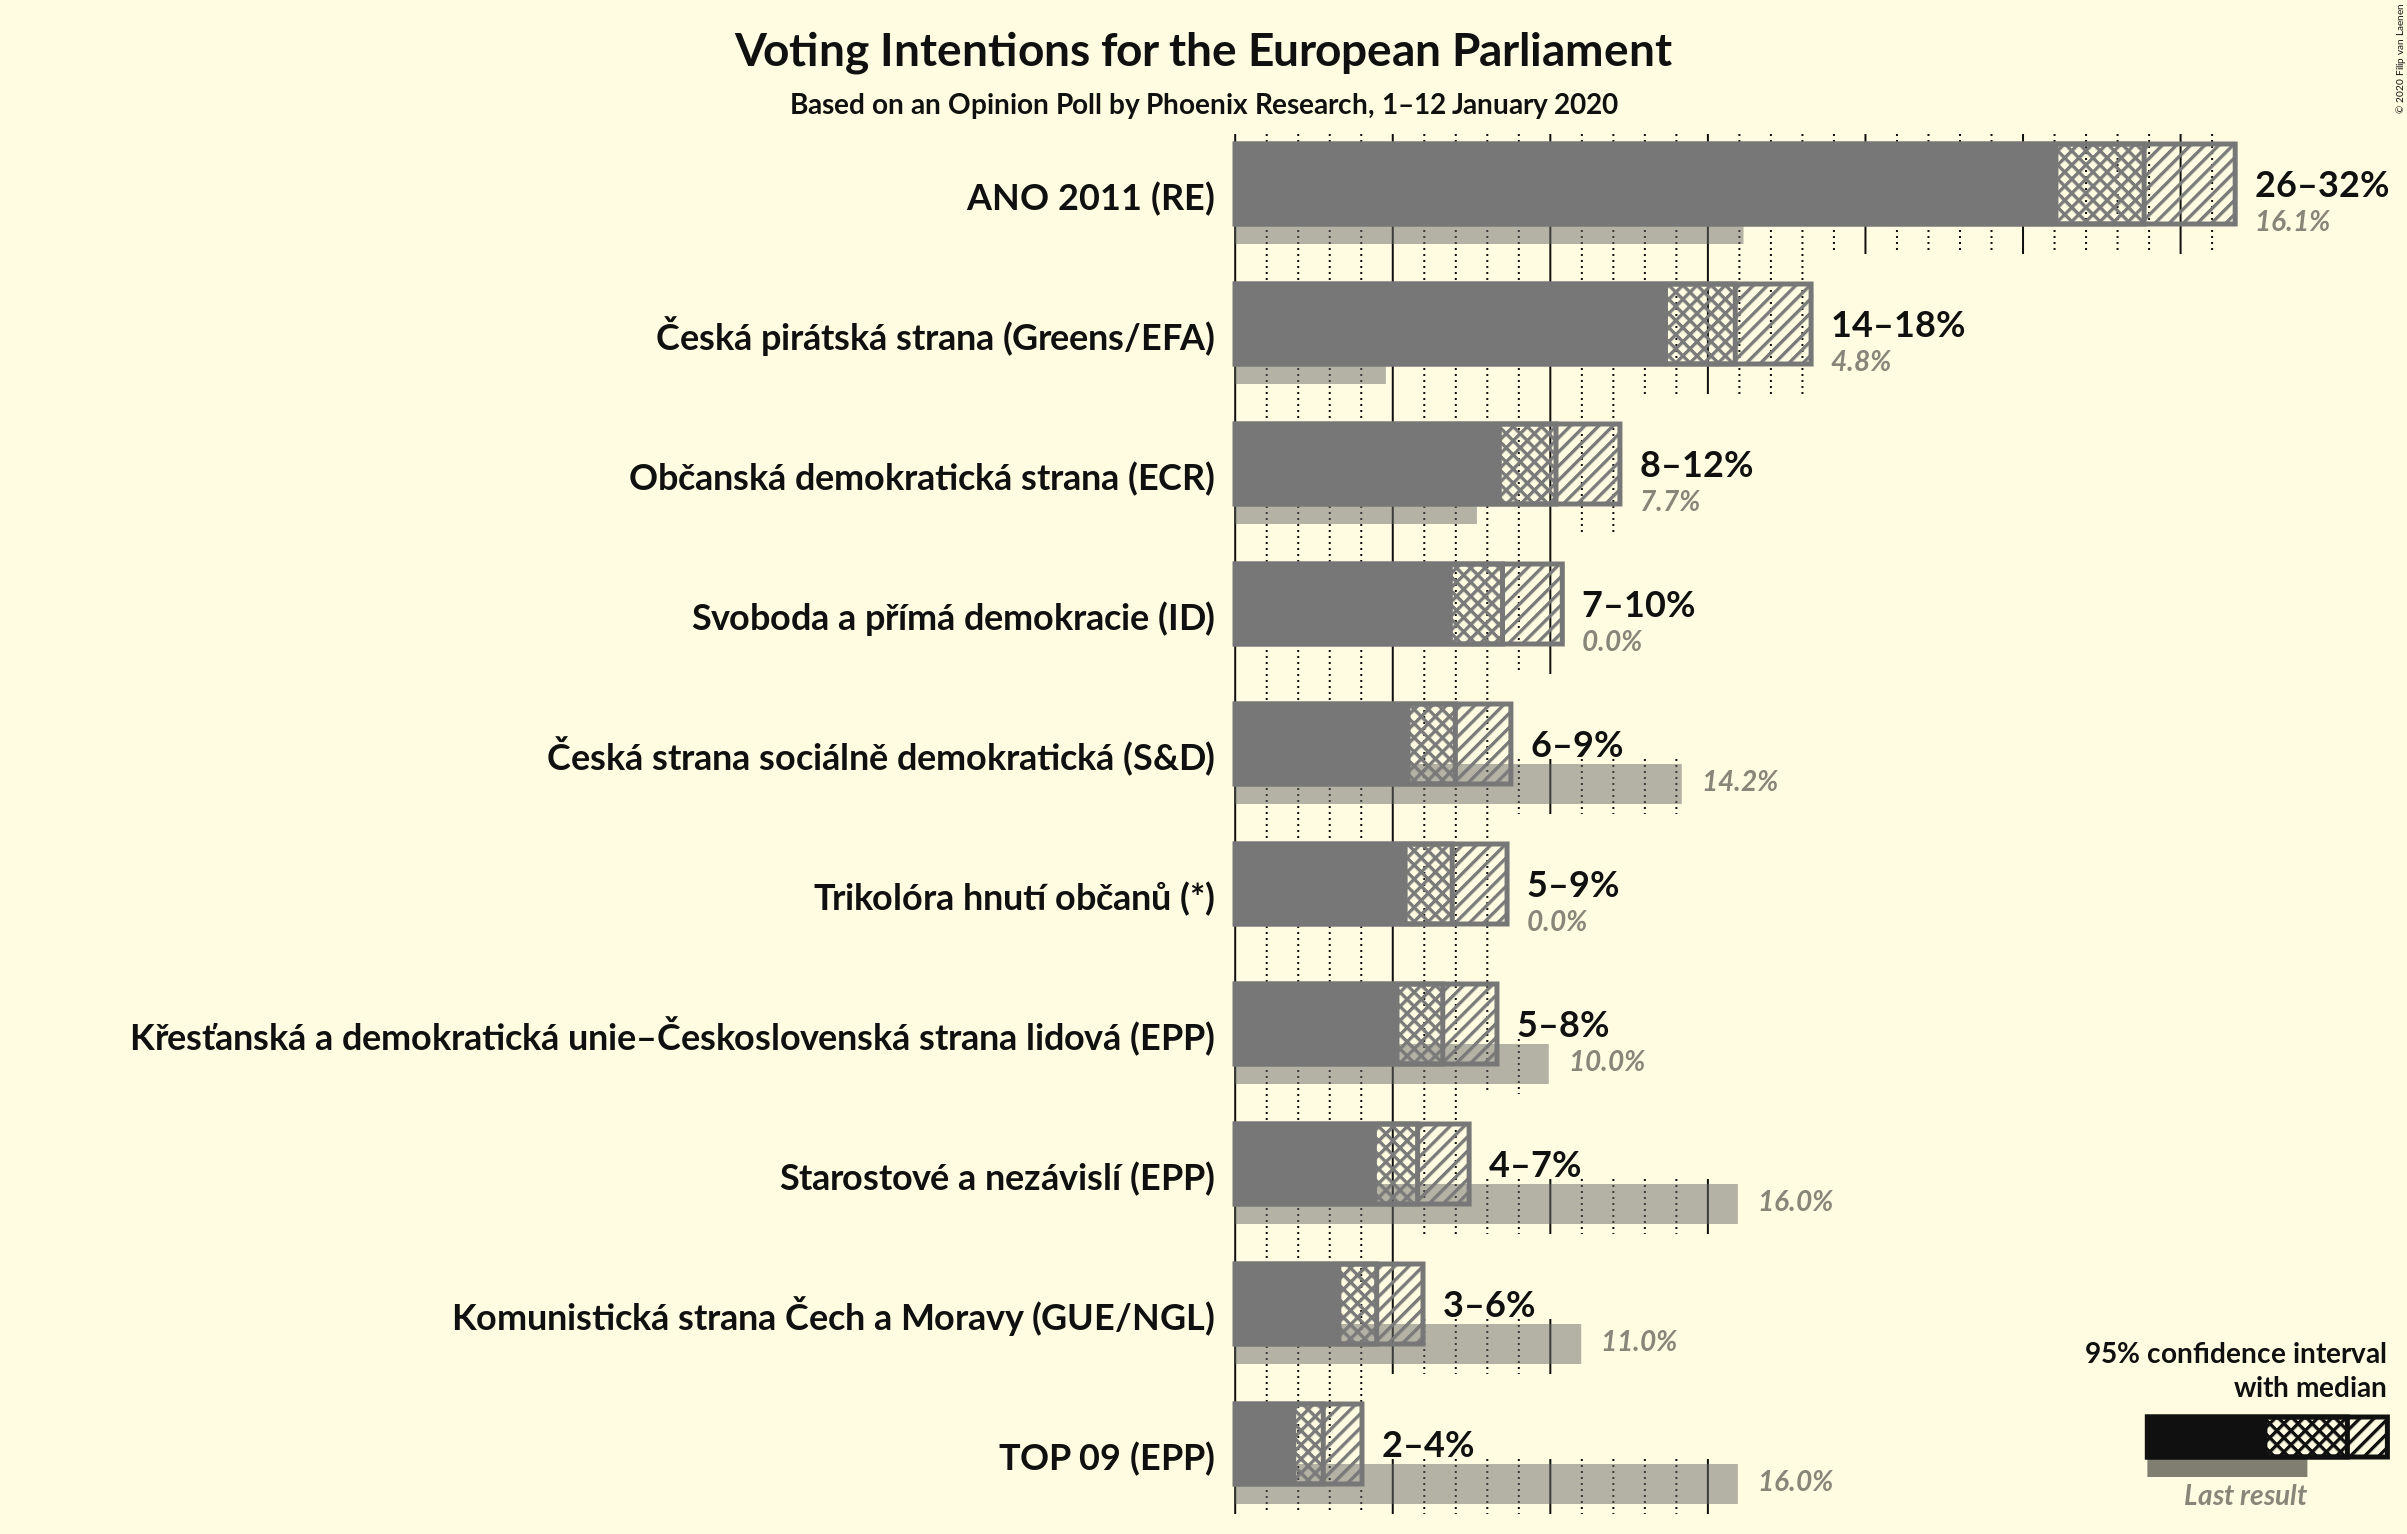 Voting Intentions for the European Parliament
Based on an Opinion Poll by Phoenix Research, 1–12 January 2020
© 2020 Filip van Laenen
ANO 2011 (RE)
26–32%
16.1%
Česká pirátská strana (Greens/EFA)
14–18%
4.8%
Občanská demokratická strana (ECR)
8–12%
7.7%
Svoboda a přímá demokracie (ID)
7–10%
0.0%
Česká strana sociálně demokratická (S&D)
6–9%
14.2%
Trikolóra hnutí občanů (*)
5–9%
0.0%
Křesťanská a demokratická unie–Československá strana lidová (EPP)
5–8%
10.0%
Starostové a nezávislí (EPP)
4–7%
16.0%
Komunistická strana Čech a Moravy (GUE/NGL)
3–6%
11.0%
TOP 09 (EPP)
2–4%
16.0%
95% confidence interval
with median
Last result